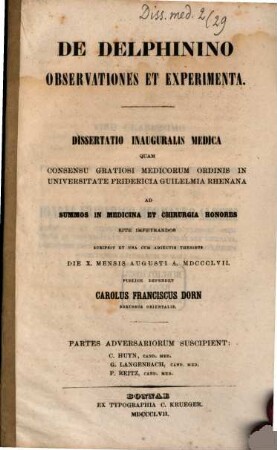 Diss. med. 2/29
DE DELPHININO
OBSERVATIONES ET EXPERIMENTA.
DISSERTATIO INAUGURALIS MEDICA
QUAM
CONSENSU GRATIOSI MEDICORUM ORDINIS IN
UNIVERSITATE FRIDERICIA GUILELMIA RHENANA
AD
SUMMOS IN MEDICINA ET CHIRURGIA HONORES
RITE IMPETRANDOS
SCRIPSIT ET UNA CUM ADIECTIS THESIBUS
DIE X. MENSIS AUGUSTI A. MDCCCLVII.
PUBLICE DEFENDET
CAROLUS FRANCISCUS DORN
ORIENTALIS.
PARTES ADVERSARIORUM SUSCIPIENT:
C. HUYN, CAND. MED.
G. LANGENBACH, CAND. MED.
F. REITZ, CAND. MED.
BONNAE
EX TYPOGRAPHIA C. KRUEGER.
MDCCCLVII.